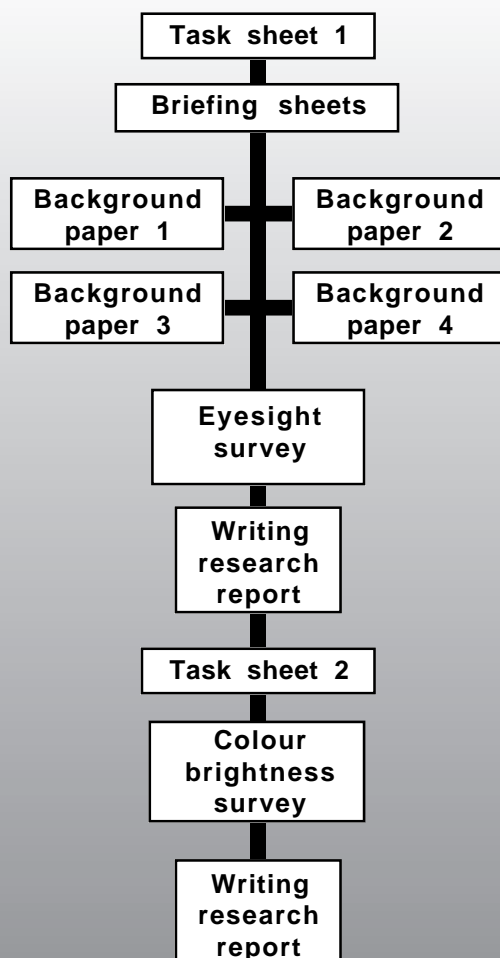 Task sheet 1
Briefing sheets
Background
paper 1
Background
paper 2
Background
paper 3
Background
paper 4
Eyesight
survey
Writing
research
report
Task sheet 2
Colour
brightness
survey
Writing
research
report